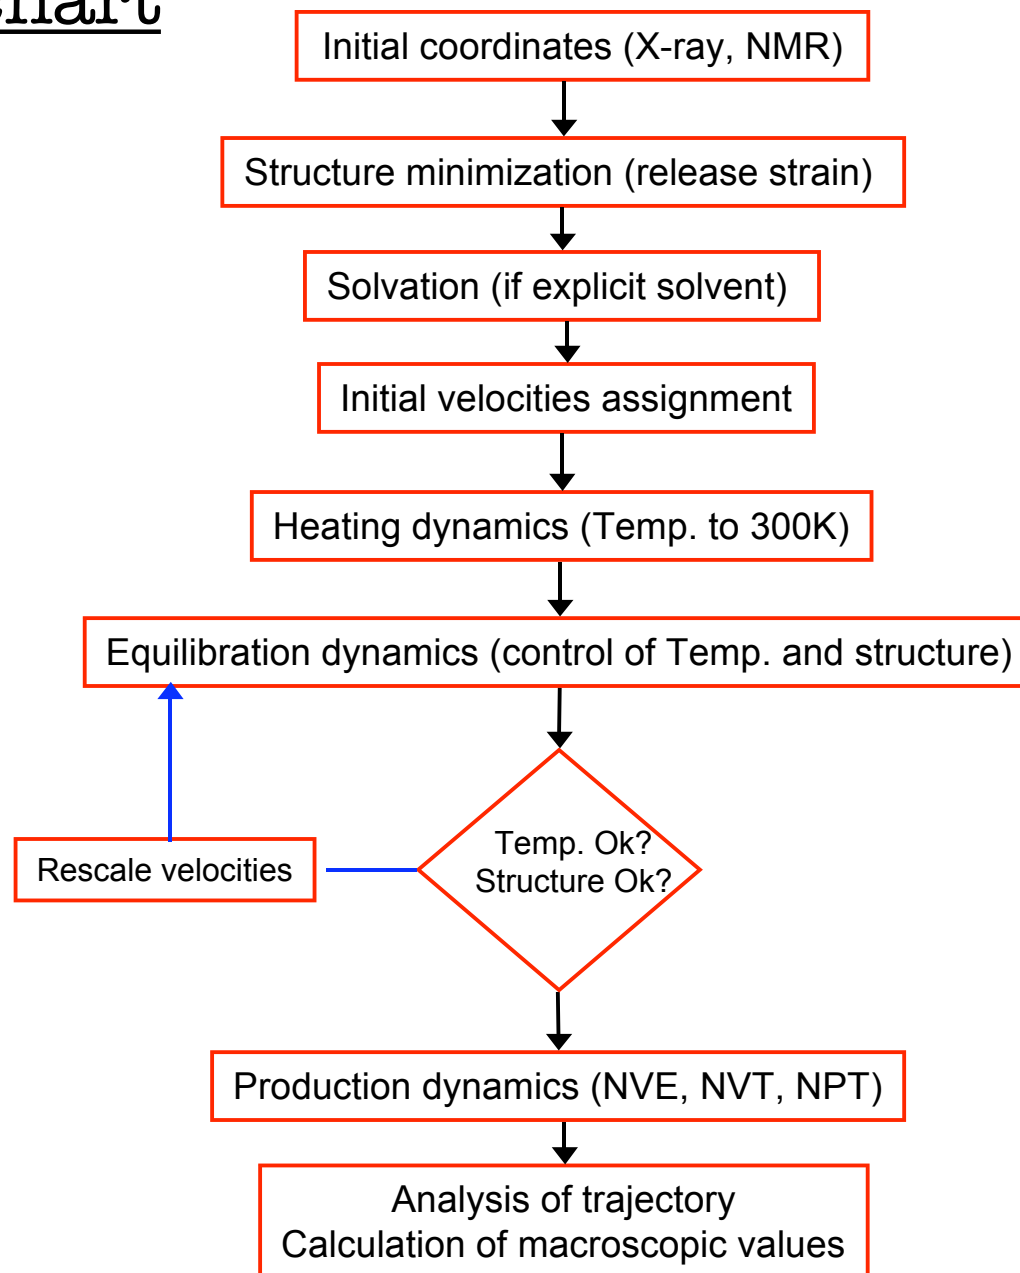 chart
Initial coordinates (X-ray, NMR)
Structure minimization (release strain)
Solvation (if explicit solvent)
Initial velocities assignment
Heating dynamics (Temp. to 300K)
Equilibration dynamics (control of Temp. and structure)
Temp. Ok?
Structure Ok?
Rescale velocities
Production dynamics (NVE, NVT, NPT)
Analysis of trajectory
Calculation of macroscopic values